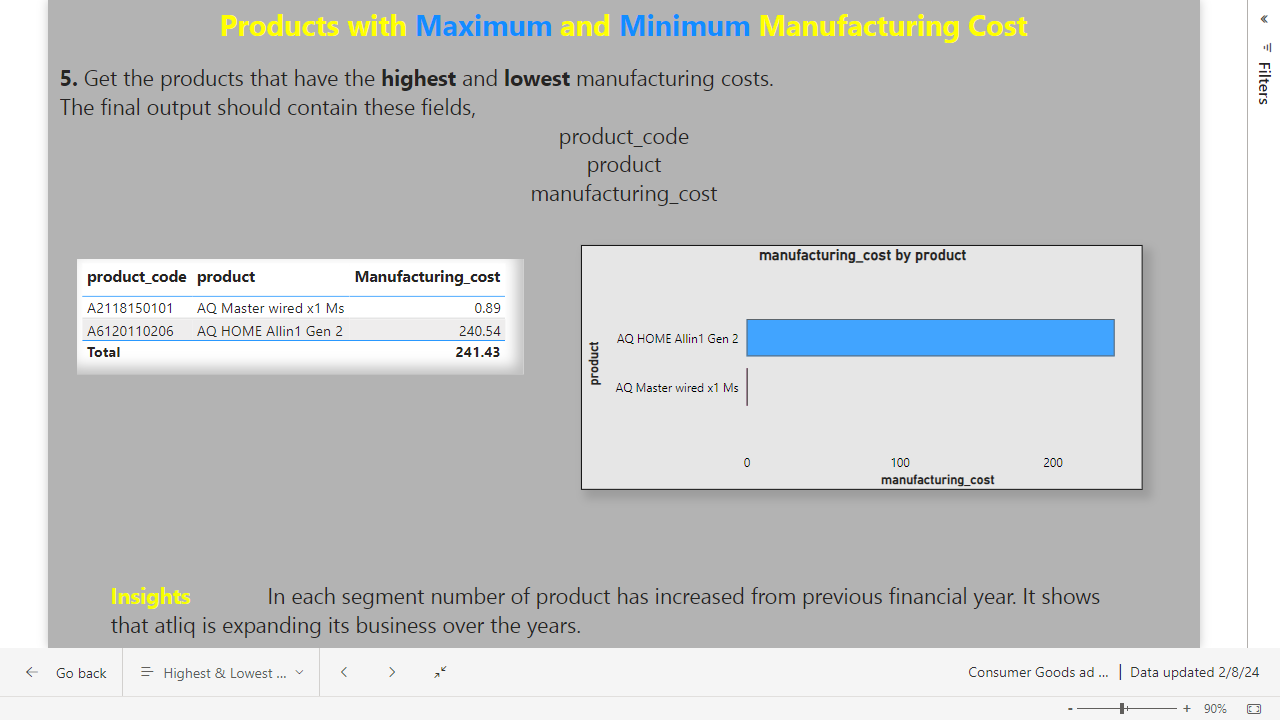 Products with Maximum and Minimum Manufacturing Cost
5. Get the products that have the highest and lowest manufacturing costs.
The final output should contain these fields,
product_code
product
manufacturing_cost
product_code product Manufacturing_cost
A2118150101 AQ Master wired x1 Ms 0.89
A6120110206 AQ HOME Allin1 Gen 2 240.54
Total 241.43
manufacturing_cost by product
product
AQ HOME Allin1 Gen 2
AQ Master wired x1 Ms
0 100 200
manufacturing_cost
Insights In each segment number of product has increased from previous financial year. It shows
that atliq is expanding its business over the years.
Filters
Go back
Highest & Lowest ...
Consumer Goods ad ... | Data updated 2/8/24
- + 90%